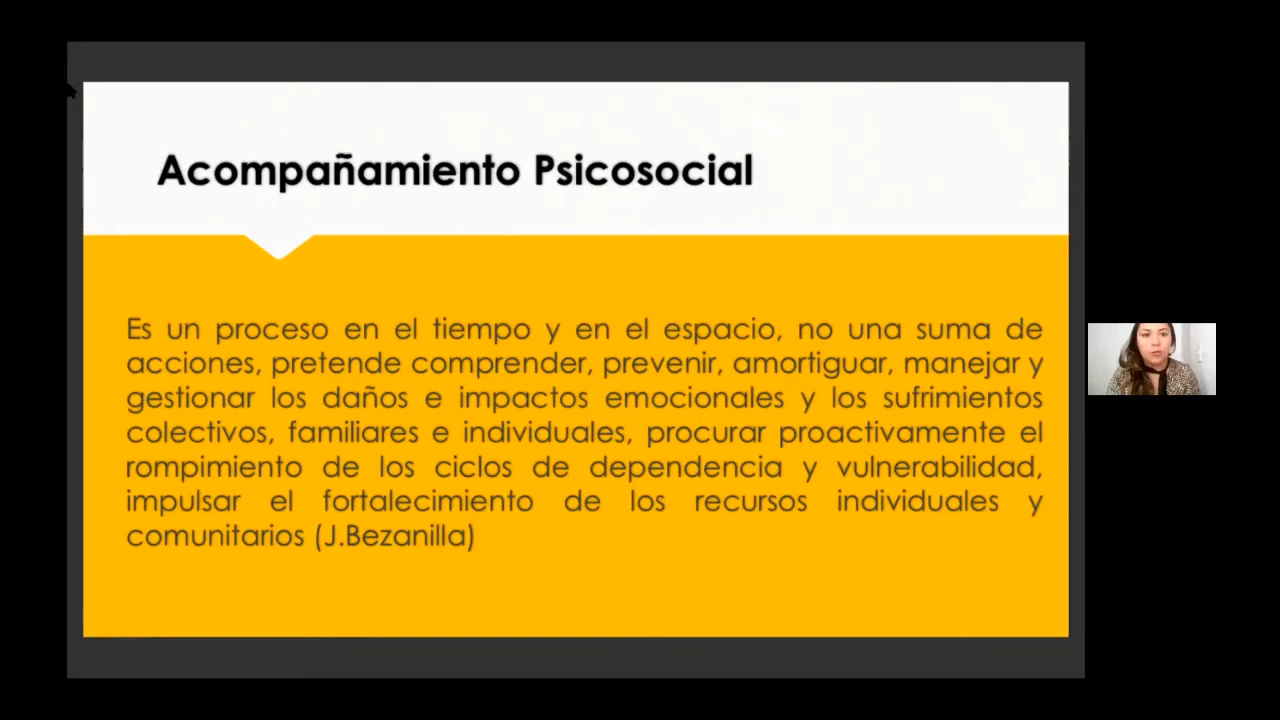 Acompañamiento Psicosocial
Es un proceso en el tiempo y en el espacio, no una suma de
acciones, pretende comprender, prevenir, amortiguar, manejar y
gestionar los daños e impactos emocionales y los sufrimientos
colectivos, familiares e individuales, procurar proactivamente el
rompimiento de los ciclos de dependencia y vulnerabilidad,
impulsar el fortalecimiento de los recursos individuales y
comunitarios (J.Bezanilla)